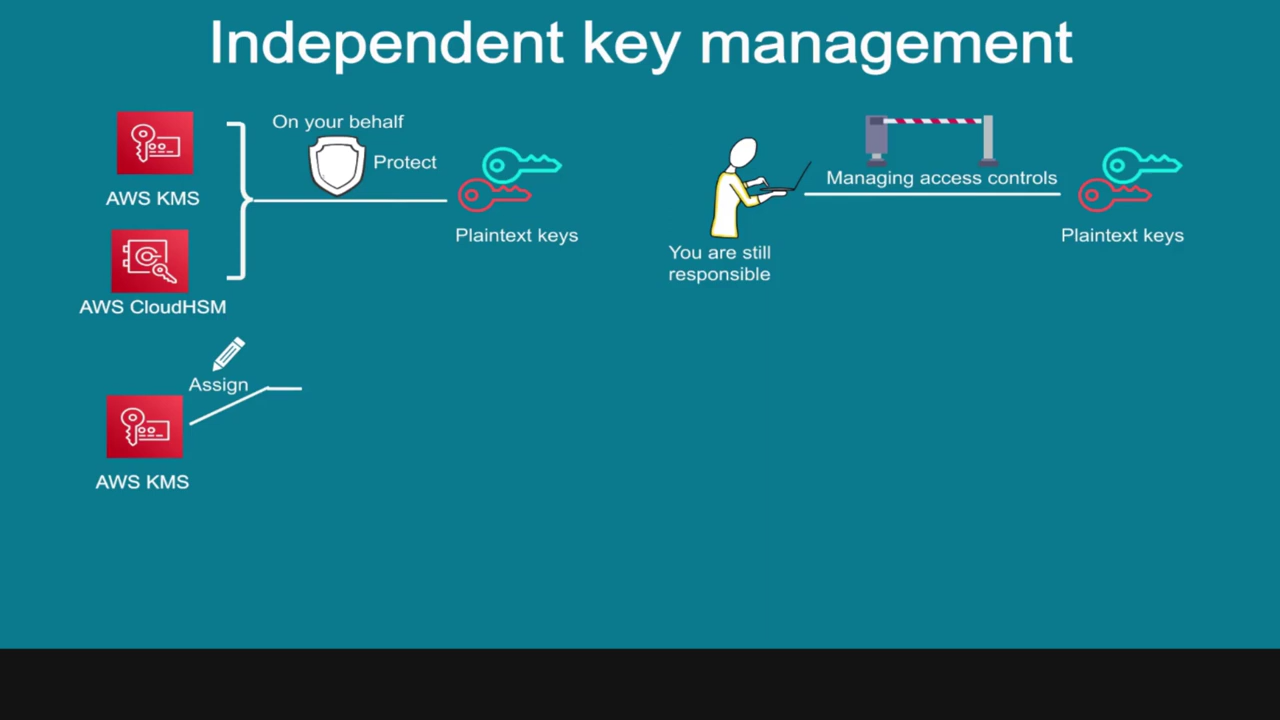 Independent key management
On your behalf
Protect
AWS KMS
Plaintext keys
AWS CloudHSM
Managing access controls
You are still
responsible
Plaintext keys
Assign
AWS KMS